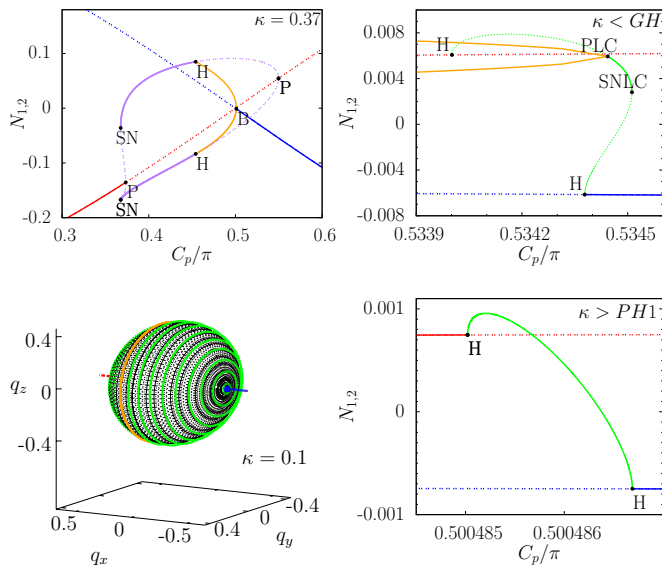 κ = 0.37
0.1
0
-0.1
-0.2
N1,2
H
B
P
SN
H
P
SN
0.3 0.4 0.5 0.6
Cp/π
κ < GH
0.008
0.004
0
-0.004
-0.008
N1,2
H
PLC
SNLC
H
0.5339 0.5342 0.5345
Cp/π
0.4
0
-0.4
qz
κ = 0.1
0.5 0 -0.5
qx
0.4 0 -0.4
qy
κ > PH1
0.001
0
-0.001
N1,2
H
H
0.500485 0.500486
Cp/π